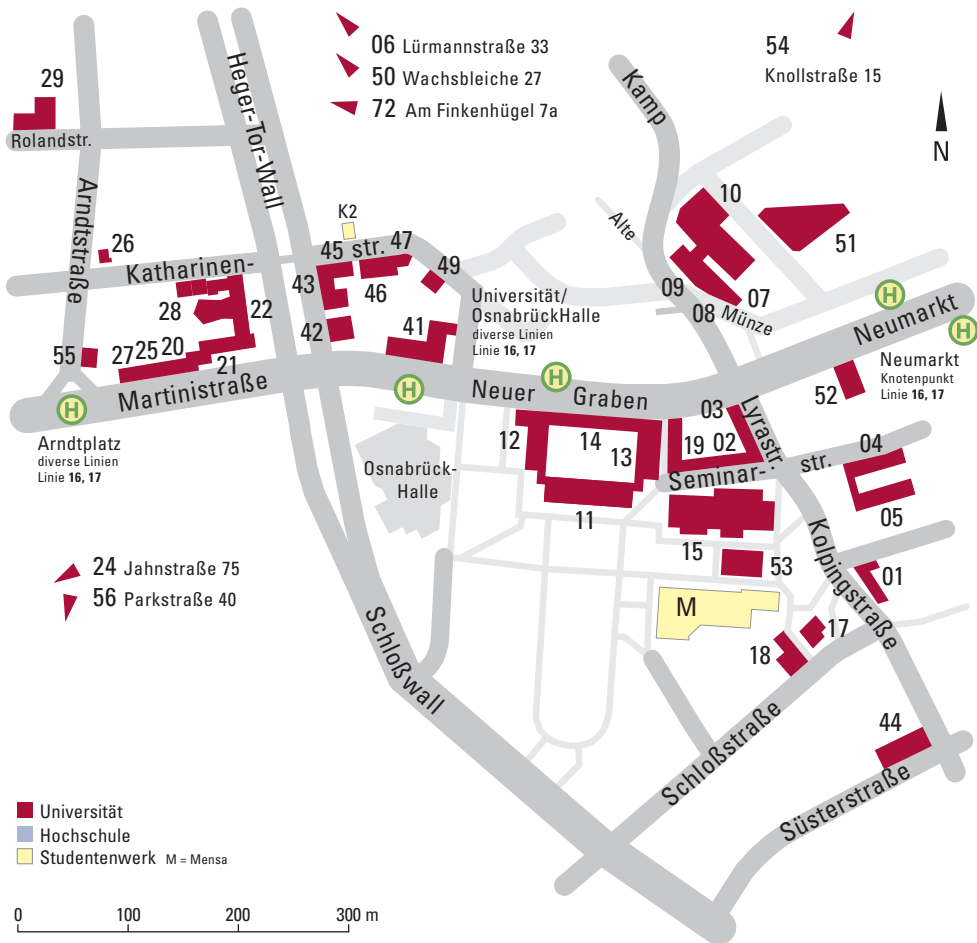 06 Lürmannstraße 33
50 Wachsbleiche 27
72 Am Finkenhügel 7a
54
Knollstraße 15
N
29
Rolandstr.
Heger-Tor-Wall
Kamp
Arndtstraße
K2
10
Alte
51
26
Katharinen-
str.
45
47
49
43
46
28
22
42
41
Universität/
OsnabrückHalle
diverse Linien
Linie 16, 17
09
07
08
Münze
H
Neumarkt
H
Neumarkt
Knotenpunkt
Linie 16, 17
55
27
25
20
21
Martinistraße
H
Arndtplatz
diverse Linien
Linie 16, 17
H
Neuer
H
Graben
52
03
Lyrastr.
12
14
13
19
02
Seminar-
str.
04
05
Osnabrück-
Halle
11
15
53
Kolpingstraße
01
24 Jahnstraße 75
56 Parkstraße 40
M
17
18
Schloßwall
Schloßstraße
44
Süsterstraße
Universität
Hochschule
Studentenwerk M = Mensa
0 100 200 300 m